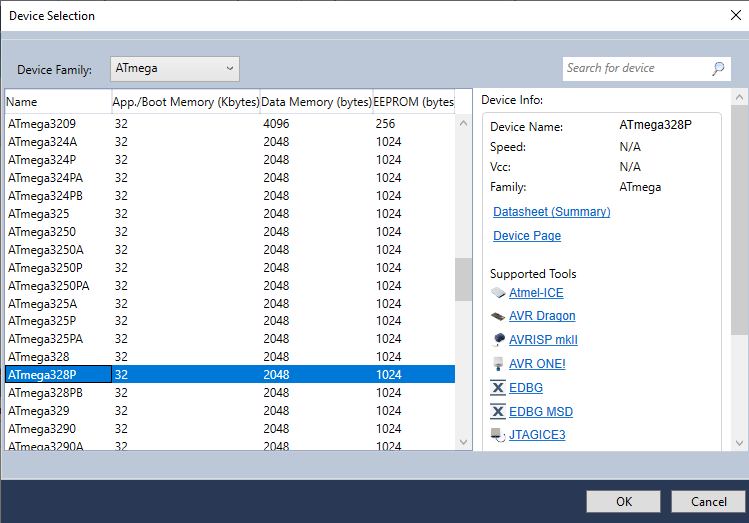 Device Selection
Device Family: ATmega
Search for device
Name App./Boot Memory (Kbytes) Data Memory (bytes) EEPROM (bytes
ATmega3209 32 4096 256
ATmega324A 32 2048 1024
ATmega324P 32 2048 1024
ATmega324PA 32 2048 1024
ATmega324PB 32 2048 1024
ATmega325 32 2048 1024
ATmega3250 32 2048 1024
ATmega3250A 32 2048 1024
ATmega3250P 32 2048 1024
ATmega3250PA 32 2048 1024
ATmega325A 32 2048 1024
ATmega325P 32 2048 1024
ATmega325PA 32 2048 1024
ATmega328 32 2048 1024
ATmega328P 32 2048 1024
ATmega328PB 32 2048 1024
ATmega329 32 2048 1024
ATmega3290 32 2048 1024
ATmega3290A 32 2048 1024
Device Info:
Device Name: ATmega328P
Speed: N/A
Vcc: N/A
Family: ATmega
Datasheet (Summary)
Device Page
Supported Tools
Atmel-ICE
AVR Dragon
AVRISP mkII
AVR ONE!
EDBG
EDBG MSD
JTAGICE3
OK Cancel